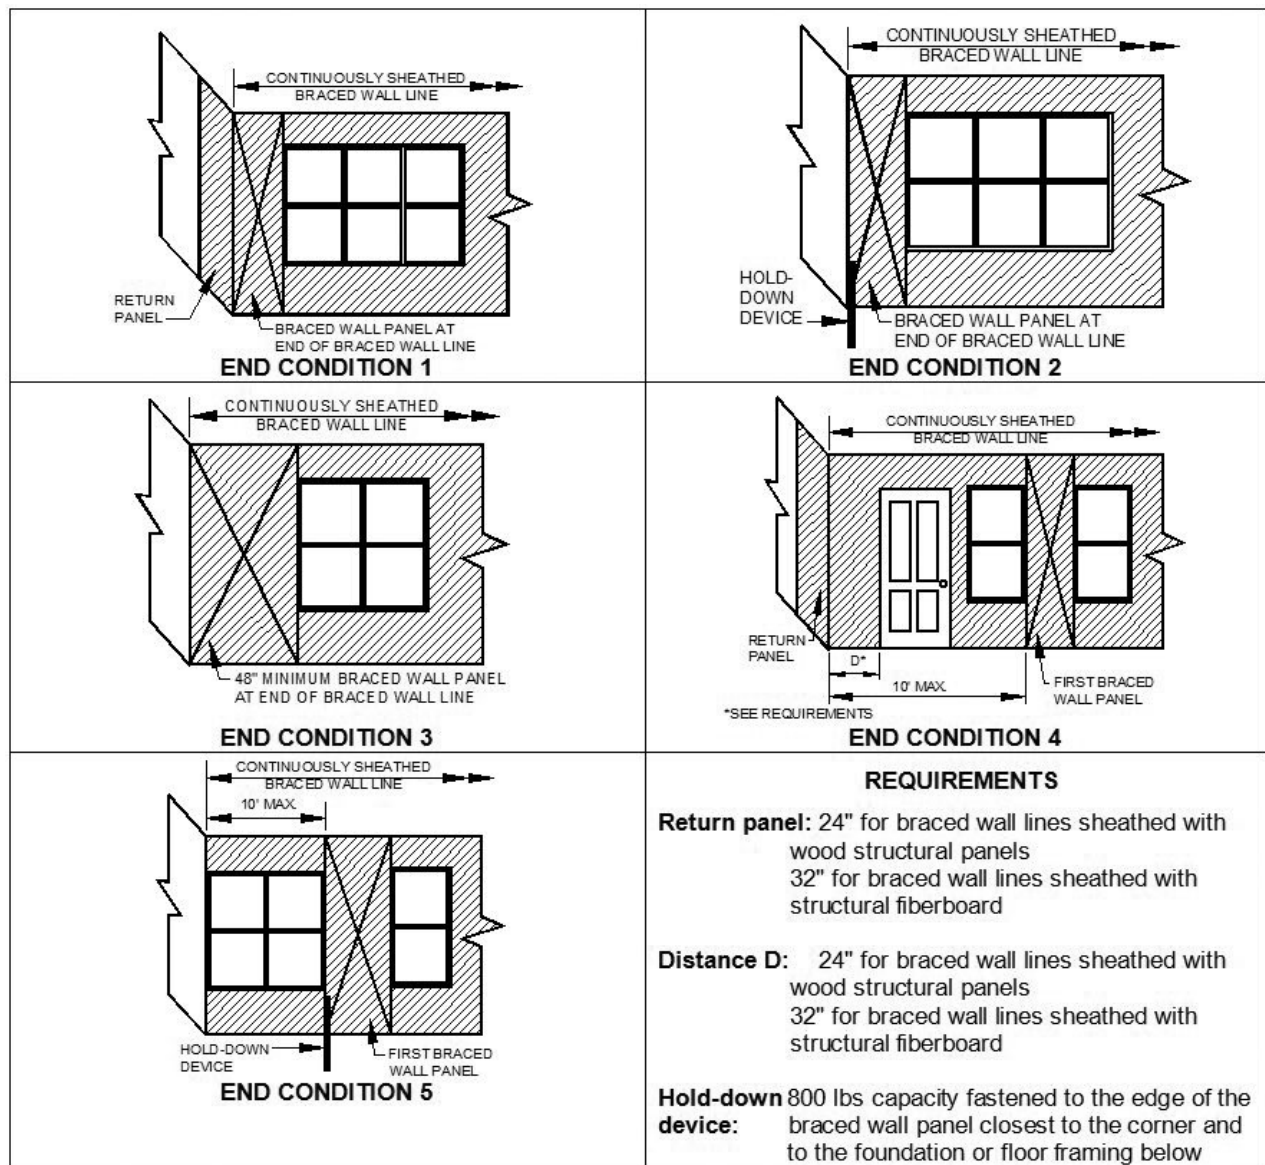 CONTINUOUSLY SHEATHED
BRACED WALL LINE
RETURN
PANEL
BRACED WALL PANEL AT
END OF BRACED WALL LINE
END CONDITION 1
CONTINUOUSLY SHEATHED
BRACED WALL LINE
HOLD-
DOWN
DEVICE
BRACED WALL PANEL AT
END OF BRACED WALL LINE
END CONDITION 2
CONTINUOUSLY SHEATHED
BRACED WALL LINE
48" MINIMUM BRACED WALL PANEL
AT END OF BRACED WALL LINE
END CONDITION 3
CONTINUOUSLY SHEATHED
BRACED WALL LINE
RETURN
PANEL
D*
10' MAX.
FIRST BRACED
WALL PANEL
*SEE REQUIREMENTS
END CONDITION 4
CONTINUOUSLY SHEATHED
BRACED WALL LINE
10' MAX.
HOLD-DOWN
DEVICE
FIRST BRACED
WALL PANEL
END CONDITION 5
REQUIREMENTS
Return panel: 24" for braced wall lines sheathed with
wood structural panels
32" for braced wall lines sheathed with
structural fiberboard
Distance D: 24" for braced wall lines sheathed with
wood structural panels
32" for braced wall lines sheathed with
structural fiberboard
Hold-down 800 lbs capacity fastened to the edge of the
device: braced wall panel closest to the corner and
to the foundation or floor framing below